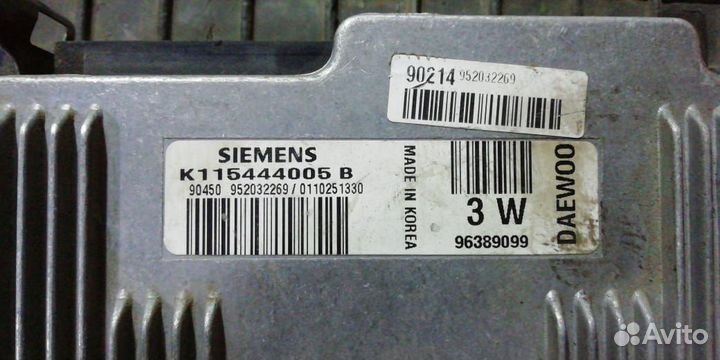 90214 952032269
SIEMENS
K115444005 B
90450 952032269 / 0110251330
MADE IN KOREA
3 W
96389099
DAEWOO
Avito